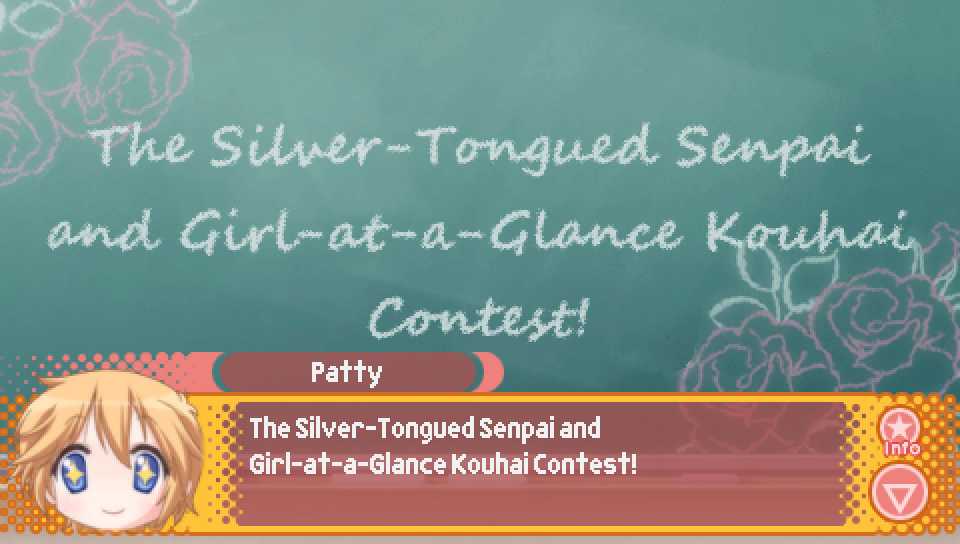 The Silver-Tongued Senpai
and Girl-at-a-Glance Kouhai
Contest!
Patty
The Silver-Tongued Senpai and
Girl-at-a-Glance Kouhai Contest!
Info